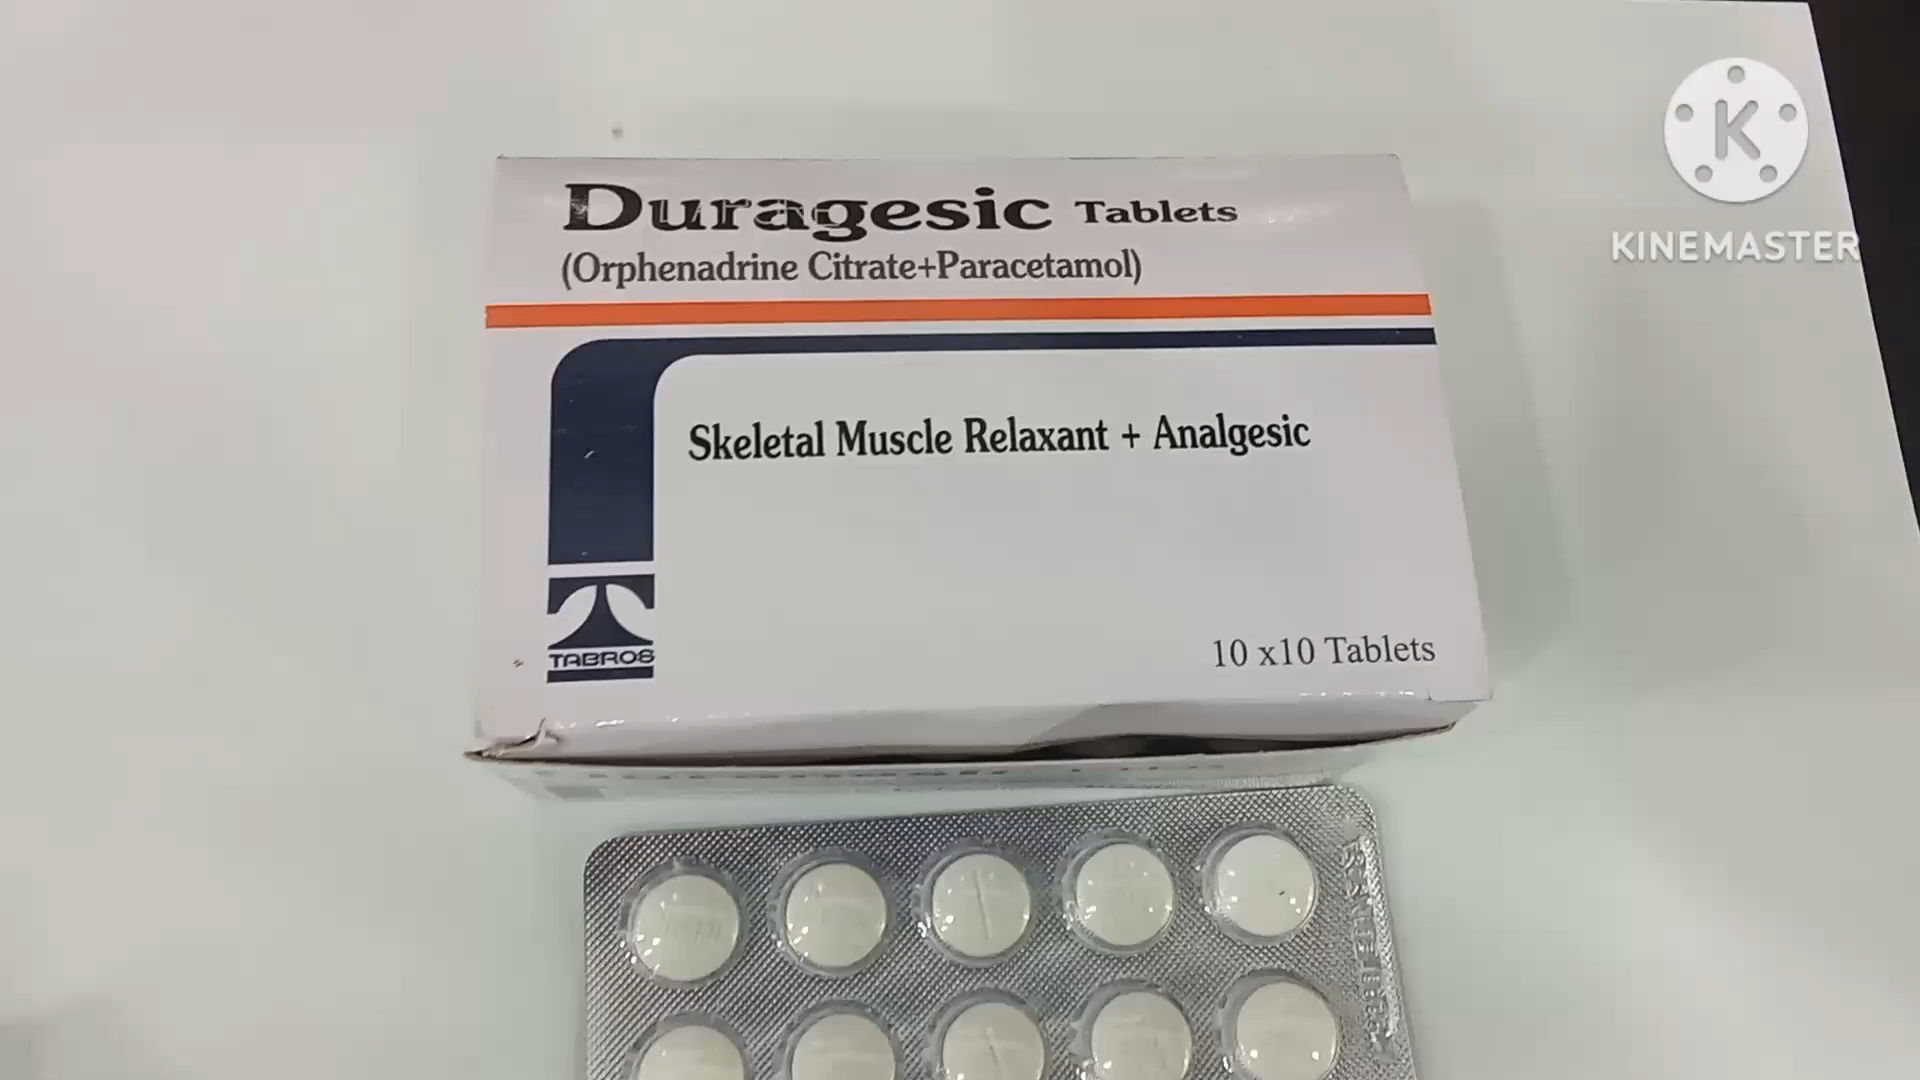 Duragesic Tablets
(Orphenadrine Citrate+Paracetamol)
Skeletal Muscle Relaxant + Analgesic
TABROS
10 x10 Tablets
K
KINEMASTER